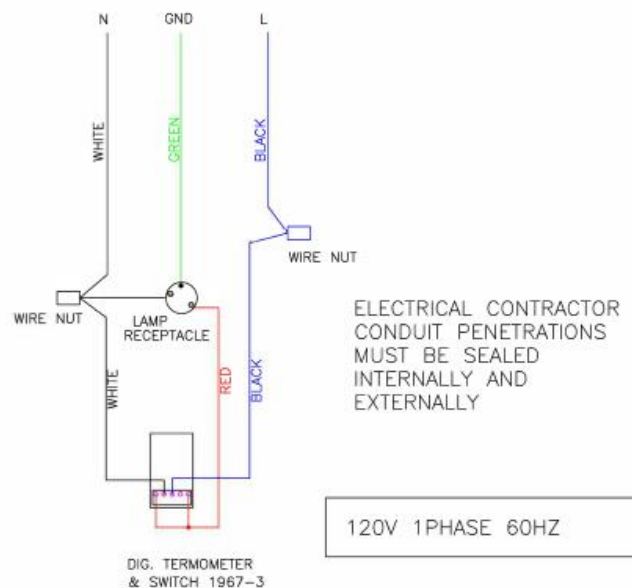 N GND L
WHITE
GREEN
BLACK
WIRE NUT
WIRE NUT
LAMP
RECEPTACLE
WHITE
RED
BLACK
ELECTRICAL CONTRACTOR
CONDUIT PENETRATIONS
MUST BE SEALED
INTERNALLY AND
EXTERNALLY
120V 1PHASE 60HZ
DIG. TERMOMETER
& SWITCH 1967-3